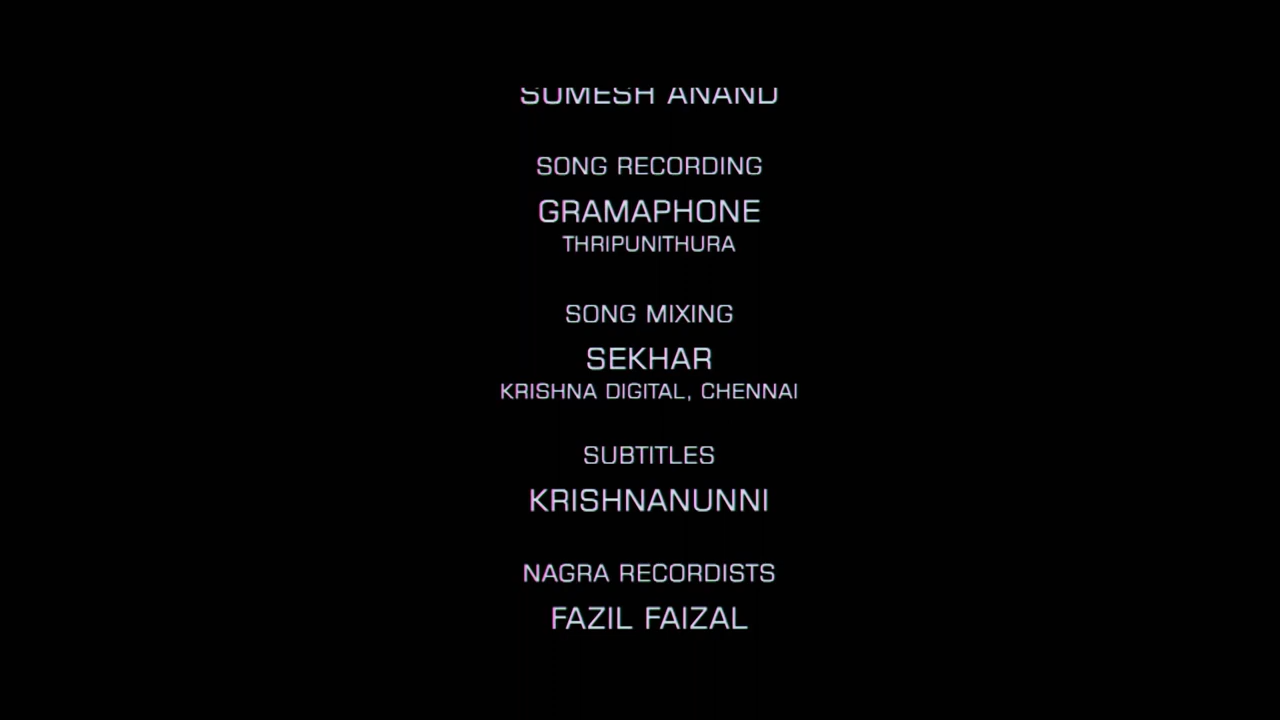 SUMESH ANAND
SONG RECORDING
GRAMAPHONE
THRIPUNITHURA
SONG MIXING
SEKHAR
KRISHNA DIGITAL, CHENNAI
SUBTITLES
KRISHNANUNNI
NAGRA RECORDISTS
FAZIL FAIZAL